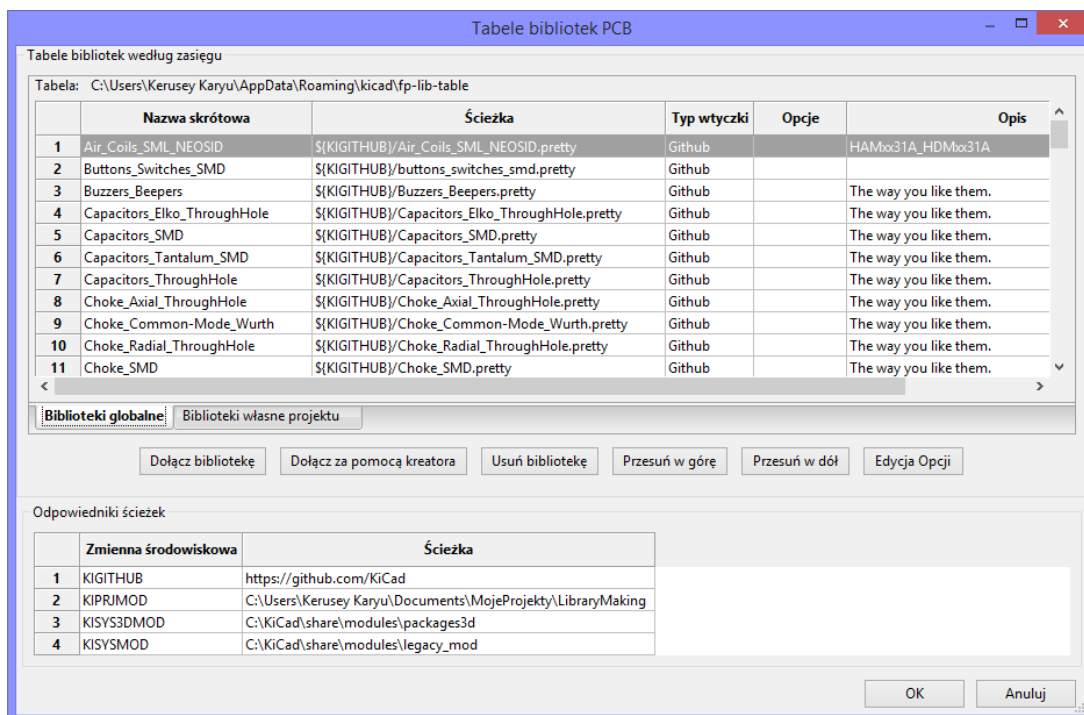 Tabele bibliotek PCB
Tabele bibliotek według zasięgu
Tabela: C:\Users\Kerusey Karyu\AppData\Roaming\kicad\fp-lib-table
Nazwa skrótowa Ścieżka Typ wtyczki Opcje Opis
1 Air_Coils_SML_NEOSID ${KIGITHUB}/Air_Coils_SML_NEOSID.pretty Github HAMxx31A_HDMxx31A
2 Buttons_Switches_SMD ${KIGITHUB}/buttons_switches_smd.pretty Github
3 Buzzers_Beepers ${KIGITHUB}/Buzzers_Beepers.pretty Github The way you like them.
4 Capacitors_Elko_ThroughHole ${KIGITHUB}/Capacitors_Elko_ThroughHole.pretty Github The way you like them.
5 Capacitors_SMD ${KIGITHUB}/Capacitors_SMD.pretty Github The way you like them.
6 Capacitors_Tantalum_SMD ${KIGITHUB}/Capacitors_Tantalum_SMD.pretty Github The way you like them.
7 Capacitors_ThroughHole ${KIGITHUB}/Capacitors_ThroughHole.pretty Github The way you like them.
8 Choke_Axial_ThroughHole ${KIGITHUB}/Choke_Axial_ThroughHole.pretty Github The way you like them.
9 Choke_Common-Mode_Wurth ${KIGITHUB}/Choke_Common-Mode_Wurth.pretty Github The way you like them.
10 Choke_Radial_ThroughHole ${KIGITHUB}/Choke_Radial_ThroughHole.pretty Github The way you like them.
11 Choke_SMD ${KIGITHUB}/Choke_SMD.pretty Github The way you like them.
Biblioteki globalne Biblioteki własne projektu
Dołącz bibliotekę Dołącz za pomocą kreatora Usuń bibliotekę Przesuń w górę Przesuń w dół Edycja Opcji
Odpowiedniki ścieżek
Zmienna środowiskowa Ścieżka
1 KIGITHUB https://github.com/KiCad
2 KIPRJMOD C:\Users\Kerusey Karyu\Documents\MojeProjekty\LibraryMaking
3 KISYS3DMOD C:\KiCad\share\modules\packages3d
4 KISYSMOD C:\KiCad\share\modules\legacy_mod
OK Anuluj